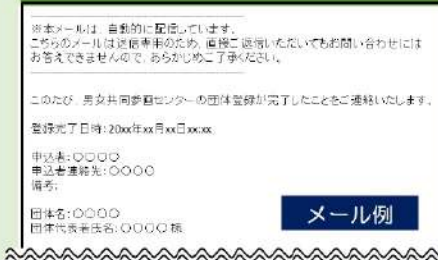 ※本メールは、自動的に配信しています。
こちらのメールは送信専用のため、直接ご返信いただいてもお問い合わせには
お答えできませんので、あらかじめご了承ください。
このたび、男女共同参画センターの団体登録が完了したことをご連絡いたします。
登録完了日時:20xx年xx月xx日xx:xx
申込者:〇〇〇〇
申込者連絡先:〇〇〇〇
備考:
団体名:〇〇〇〇
団体代表者氏名:〇〇〇〇 様
メール例